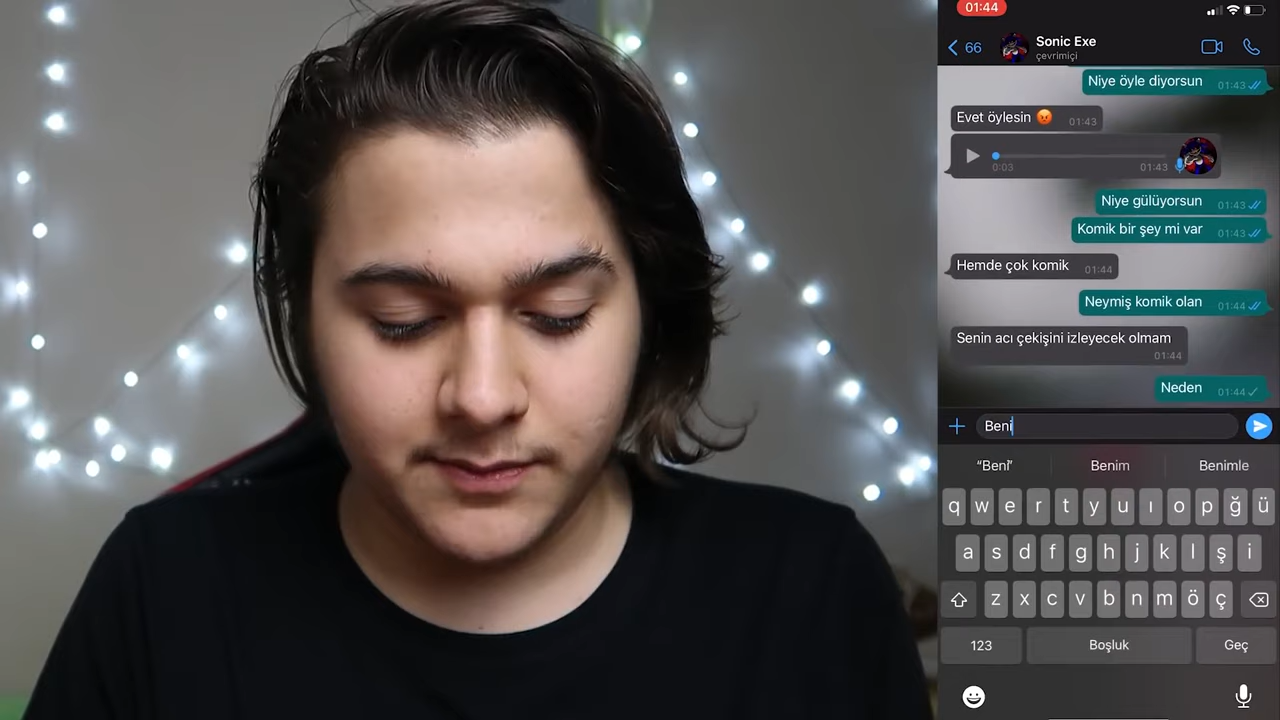 01:44
66
Sonic Exe
çevrimiçi
Niye öyle diyorsun 01:43
Evet öylesin 😡 01:43
0:03 01:43
Niye gülüyorsun 01:43
Komik bir şey mi var 01:43
Hemde çok komik 01:44
Neymiş komik olan 01:44
Senin acı çekişini izleyecek olmam
01:44
Neden 01:44
Beni
“Beni” Benim Benimle
q w e r t y u ı o p ğ ü
a s d f g h j k l ş i
z x c v b n m ö ç
123 Boşluk Geç